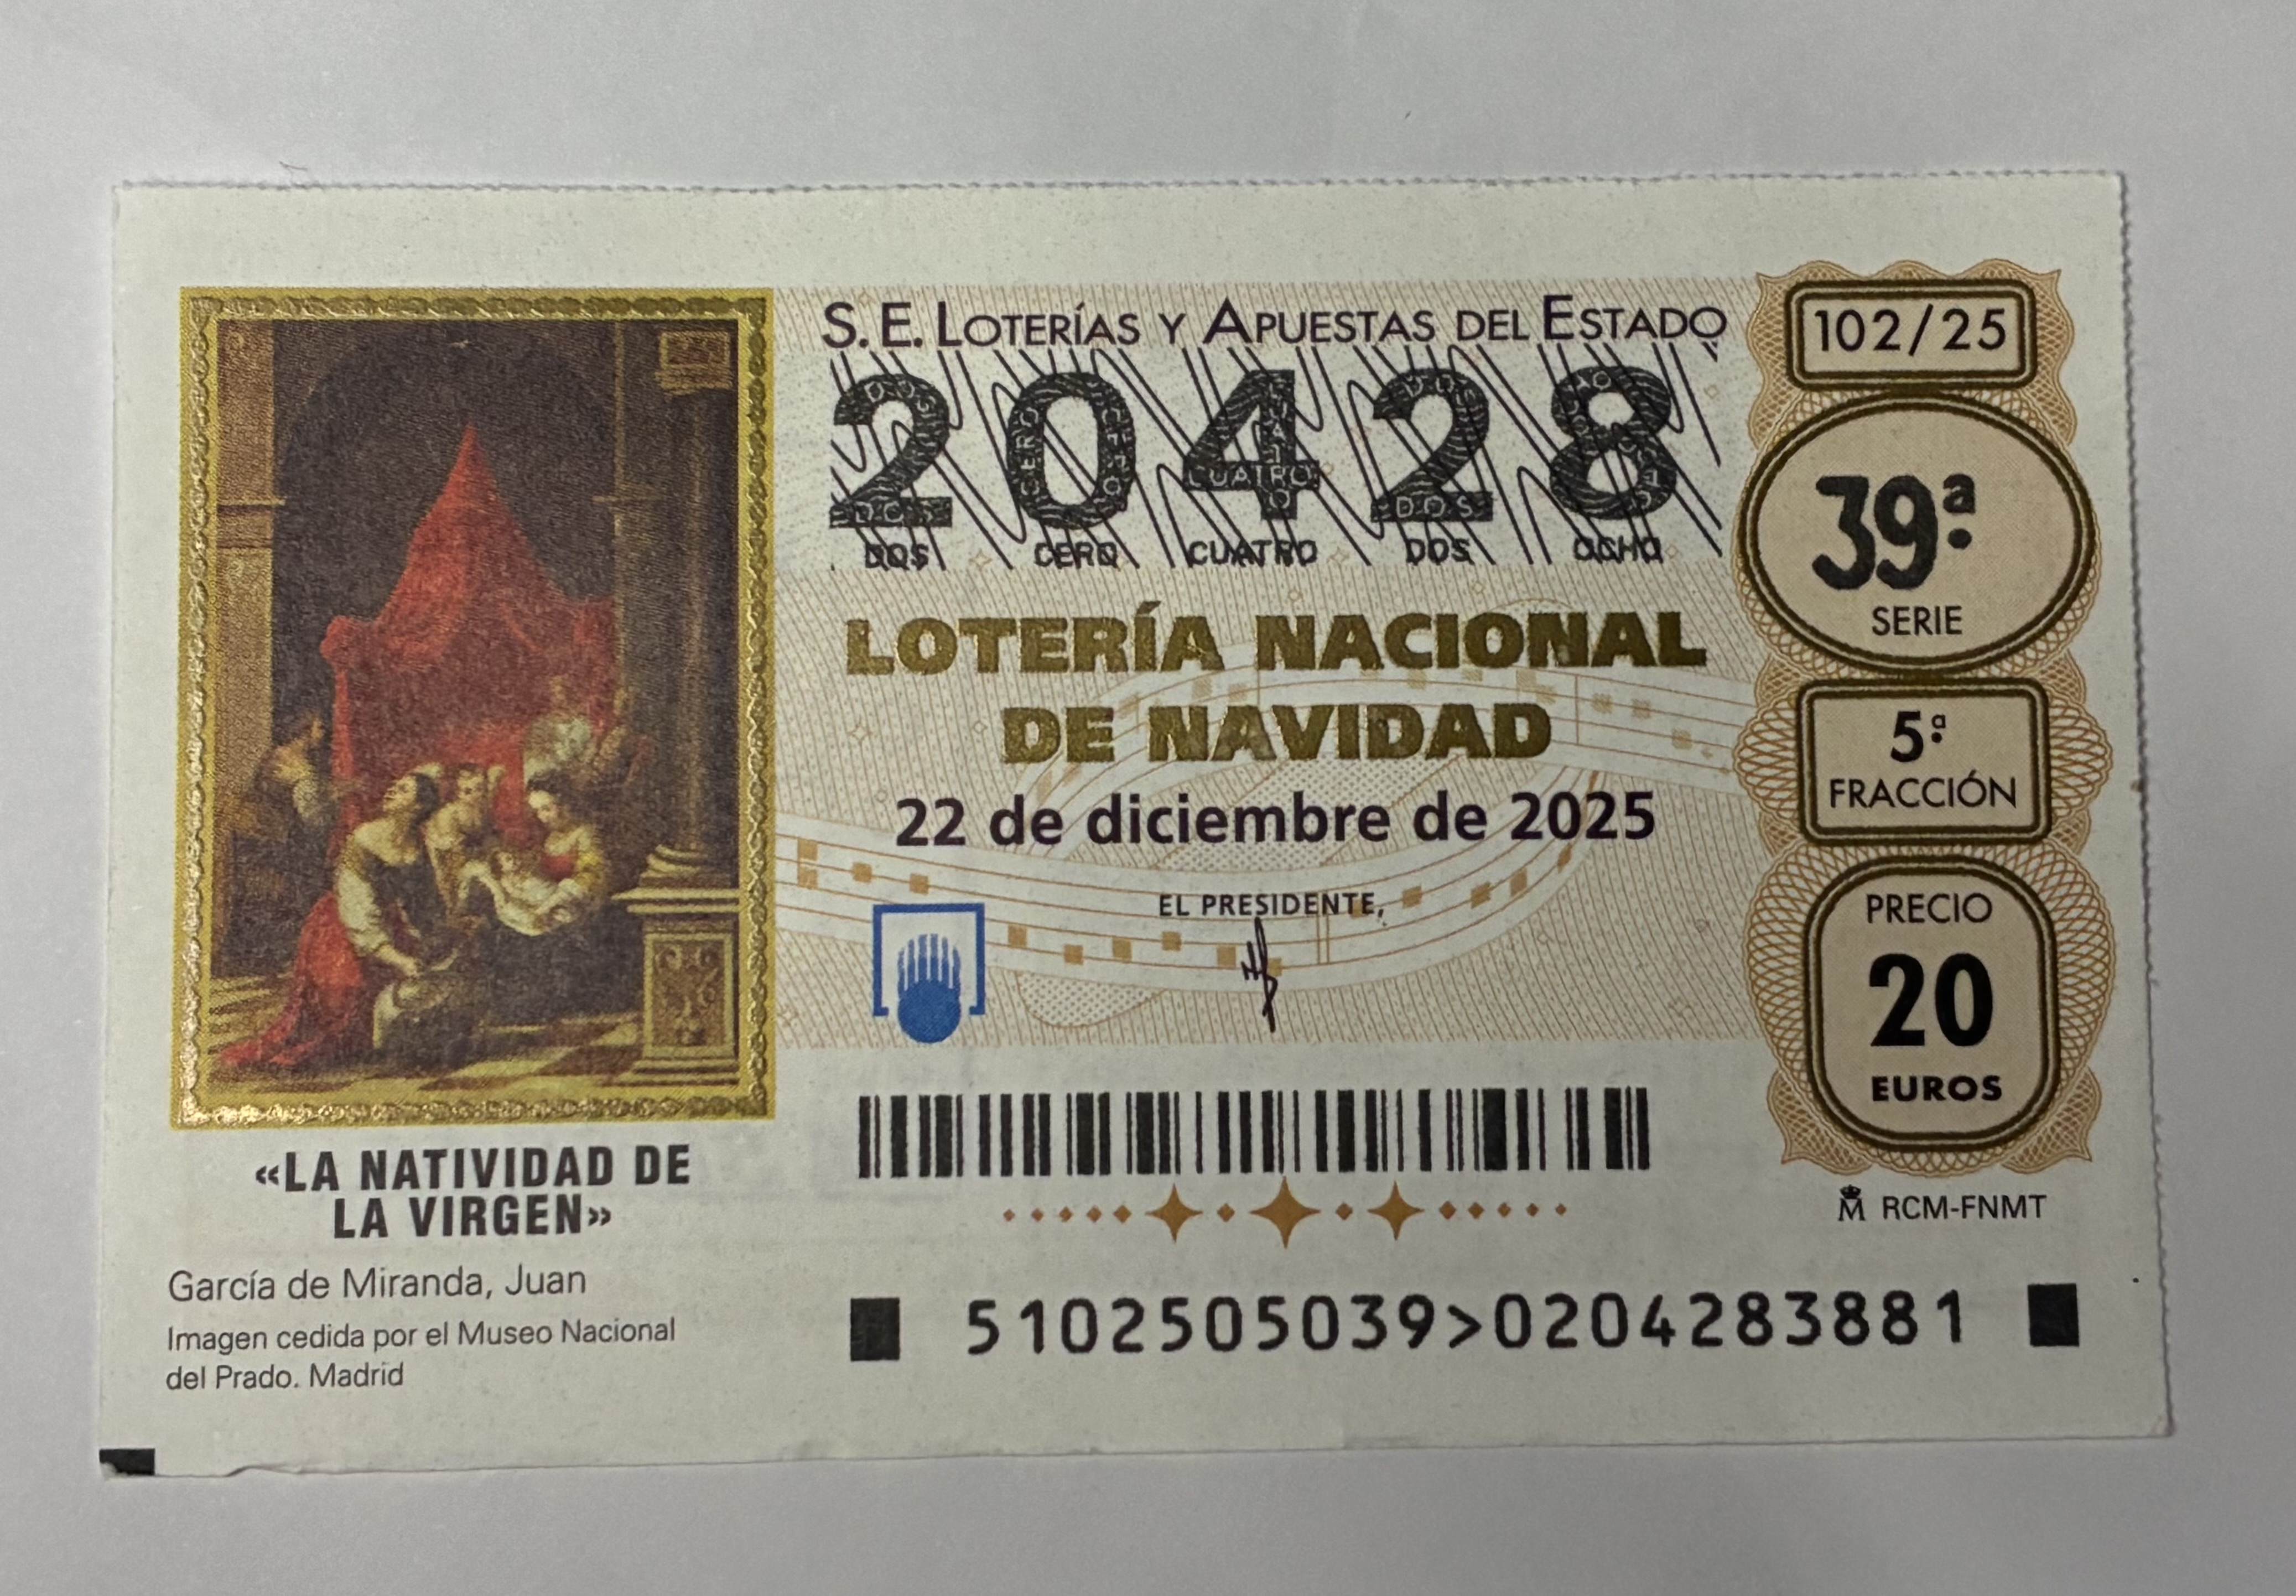 S. E. LOTERÍAS Y APUESTAS DEL ESTADO
20428
DOS CERO CUATRO DOS OCHO
LOTERÍA NACIONAL
DE NAVIDAD
22 de diciembre de 2025
EL PRESIDENTE,
102/25
39ª
SERIE
5ª
FRACCIÓN
PRECIO
20
EUROS
RCM-FNMT
«LA NATIVIDAD DE
LA VIRGEN»
García de Miranda, Juan
Imagen cedida por el Museo Nacional
del Prado. Madrid
5102505039>0204283881